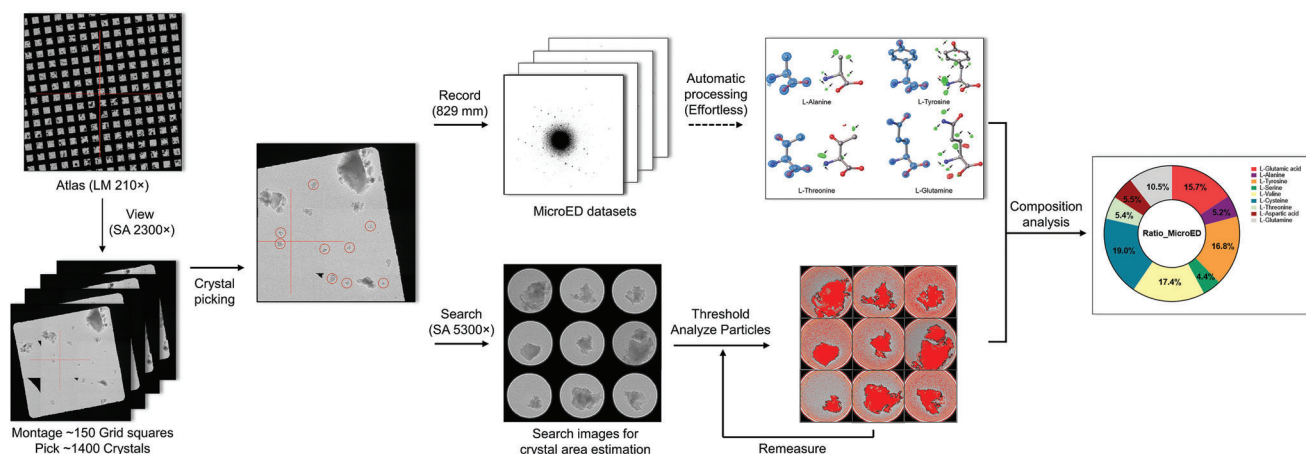 Atlas (LM 210×)
View
(SA 2300×)
Montage ~150 Grid squares
Pick ~1400 Crystals
Crystal
picking
Record
(829 mm)
MicroED datasets
Automatic
processing
(Effortless)
L-Alanine
L-Tyrosine
L-Threonine
L-Glutamine
Search
(SA 5300×)
Search images for
crystal area estimation
Threshold
Analyze Particles
Remeasure
Composition
analysis
Ratio_MicroED
15.7%
5.2%
16.8%
4.4%
17.4%
19.0%
5.4%
5.5%
10.5%
L-Glutamic acid
L-Alanine
L-Tyrosine
L-Serine
L-Valine
L-Cysteine
L-Threonine
L-Aspartic acid
L-Glutamine